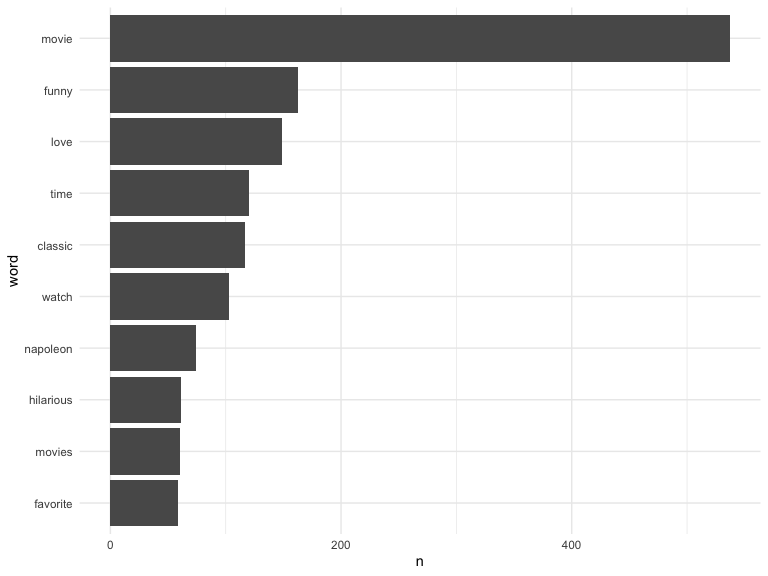 movie
funny
love
time
classic
watch
napoleon
hilarious
movies
favorite
word
0 200 400
n